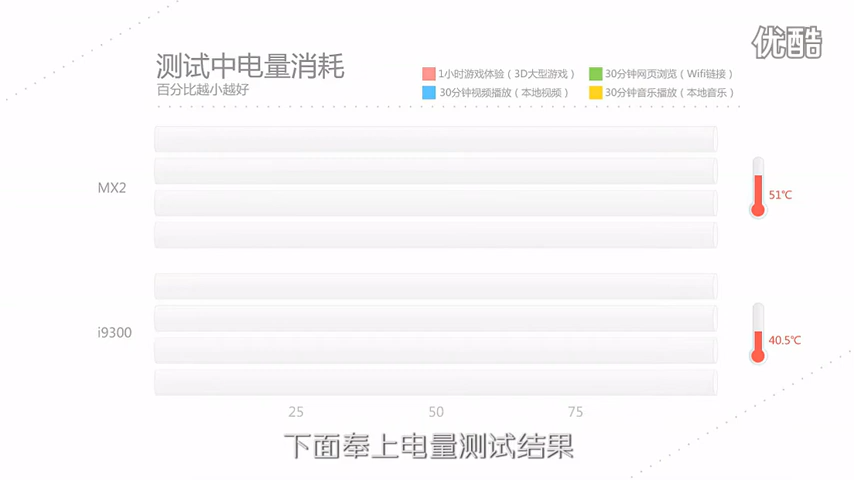 优酷
测试中电量消耗
百分比越小越好
1小时游戏体验（3D大型游戏）
30分钟网页浏览（Wifi链接）
30分钟视频播放（本地视频）
30分钟音乐播放（本地音乐）
MX2
51℃
i9300
40.5℃
25 50 75
下面奉上电量测试结果